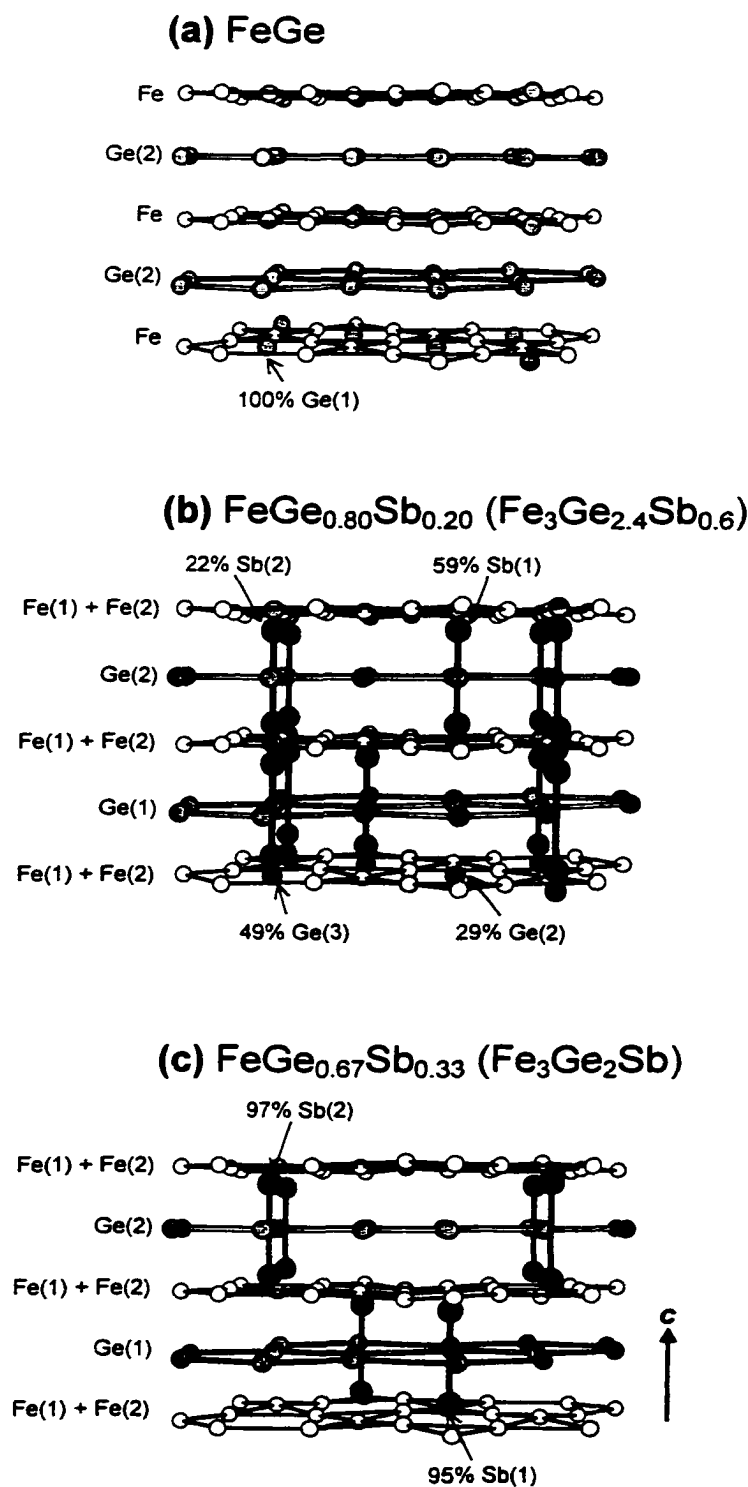 (a) FeGe
Fe
Ge(2)
Fe
Ge(2)
Fe
100% Ge(1)
(b) FeGe0.80Sb0.20 (Fe3Ge2.4Sb0.6)
22% Sb(2) 59% Sb(1)
Fe(1) + Fe(2)
Ge(2)
Fe(1) + Fe(2)
Ge(1)
Fe(1) + Fe(2)
49% Ge(3) 29% Ge(2)
(c) FeGe0.67Sb0.33 (Fe3Ge2Sb)
97% Sb(2)
Fe(1) + Fe(2)
Ge(2)
Fe(1) + Fe(2)
c
Ge(1)
Fe(1) + Fe(2)
95% Sb(1)